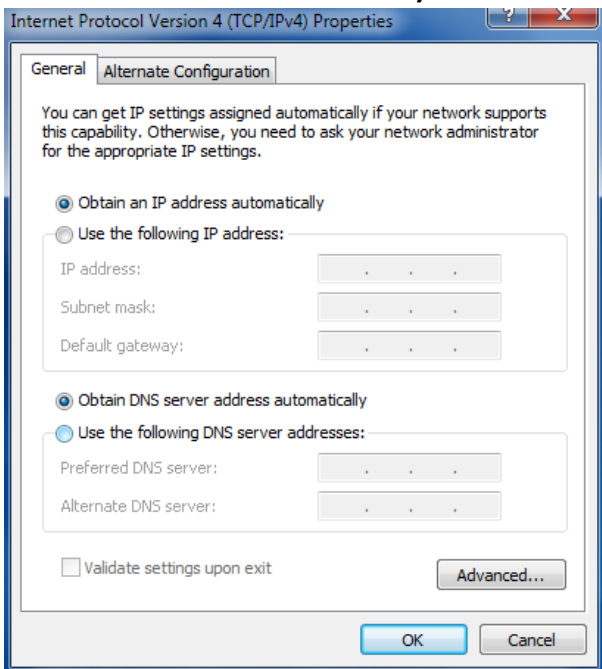 Internet Protocol Version 4 (TCP/IPv4) Properties
General
Alternate Configuration
You can get IP settings assigned automatically if your network supports
this capability. Otherwise, you need to ask your network administrator
for the appropriate IP settings.
Obtain an IP address automatically
Use the following IP address:
IP address:
Subnet mask:
Default gateway:
Obtain DNS server address automatically
Use the following DNS server addresses:
Preferred DNS server:
Alternate DNS server:
Validate settings upon exit
Advanced...
OK
Cancel